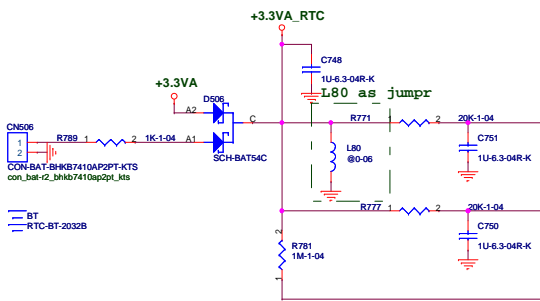 +3.3VA_RTC
C748
1U-6.3-04R-K
L80 as jumpr
+3.3VA
D506
A2
C
R771
1
2
20K-1-04
CN506
1
2
R789
1
2
1K-1-04
A1
SCH-BAT54C
L80
@0-06
C751
1U-6.3-04R-K
CON-BAT-BHKB7410AP2PT-KTS
con_bat-r2_bhkb7410ap2pt_kts
R777
1
2
20K-1-04
BT
RTC-BT-2032B
C750
1U-6.3-04R-K
2
R781
1M-1-04
1